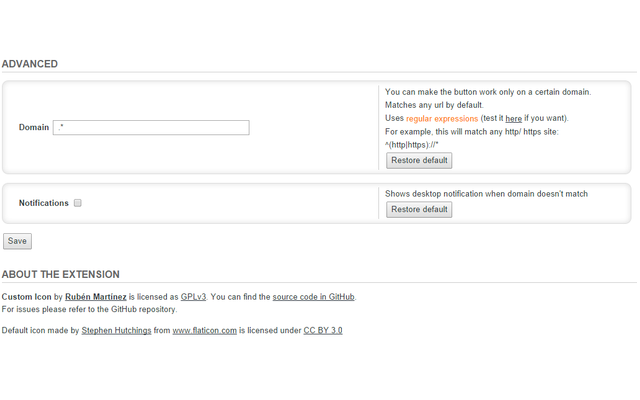 ADVANCED
You can make the button work only on a certain domain.
Matches any url by default.
Domain .*
Uses regular expressions (test it here if you want).
For example, this will match any http/ https site:
^(http|https)://*
Restore default
Shows desktop notification when domain doesn't match
Notifications
Restore default
Save
ABOUT THE EXTENSION
Custom Icon by Rubén Martínez is licensed as GPLv3. You can find the source code in GitHub.
For issues please refer to the GitHub repository.
Default icon made by Stephen Hutchings from www.flaticon.com is licensed under CC BY 3.0